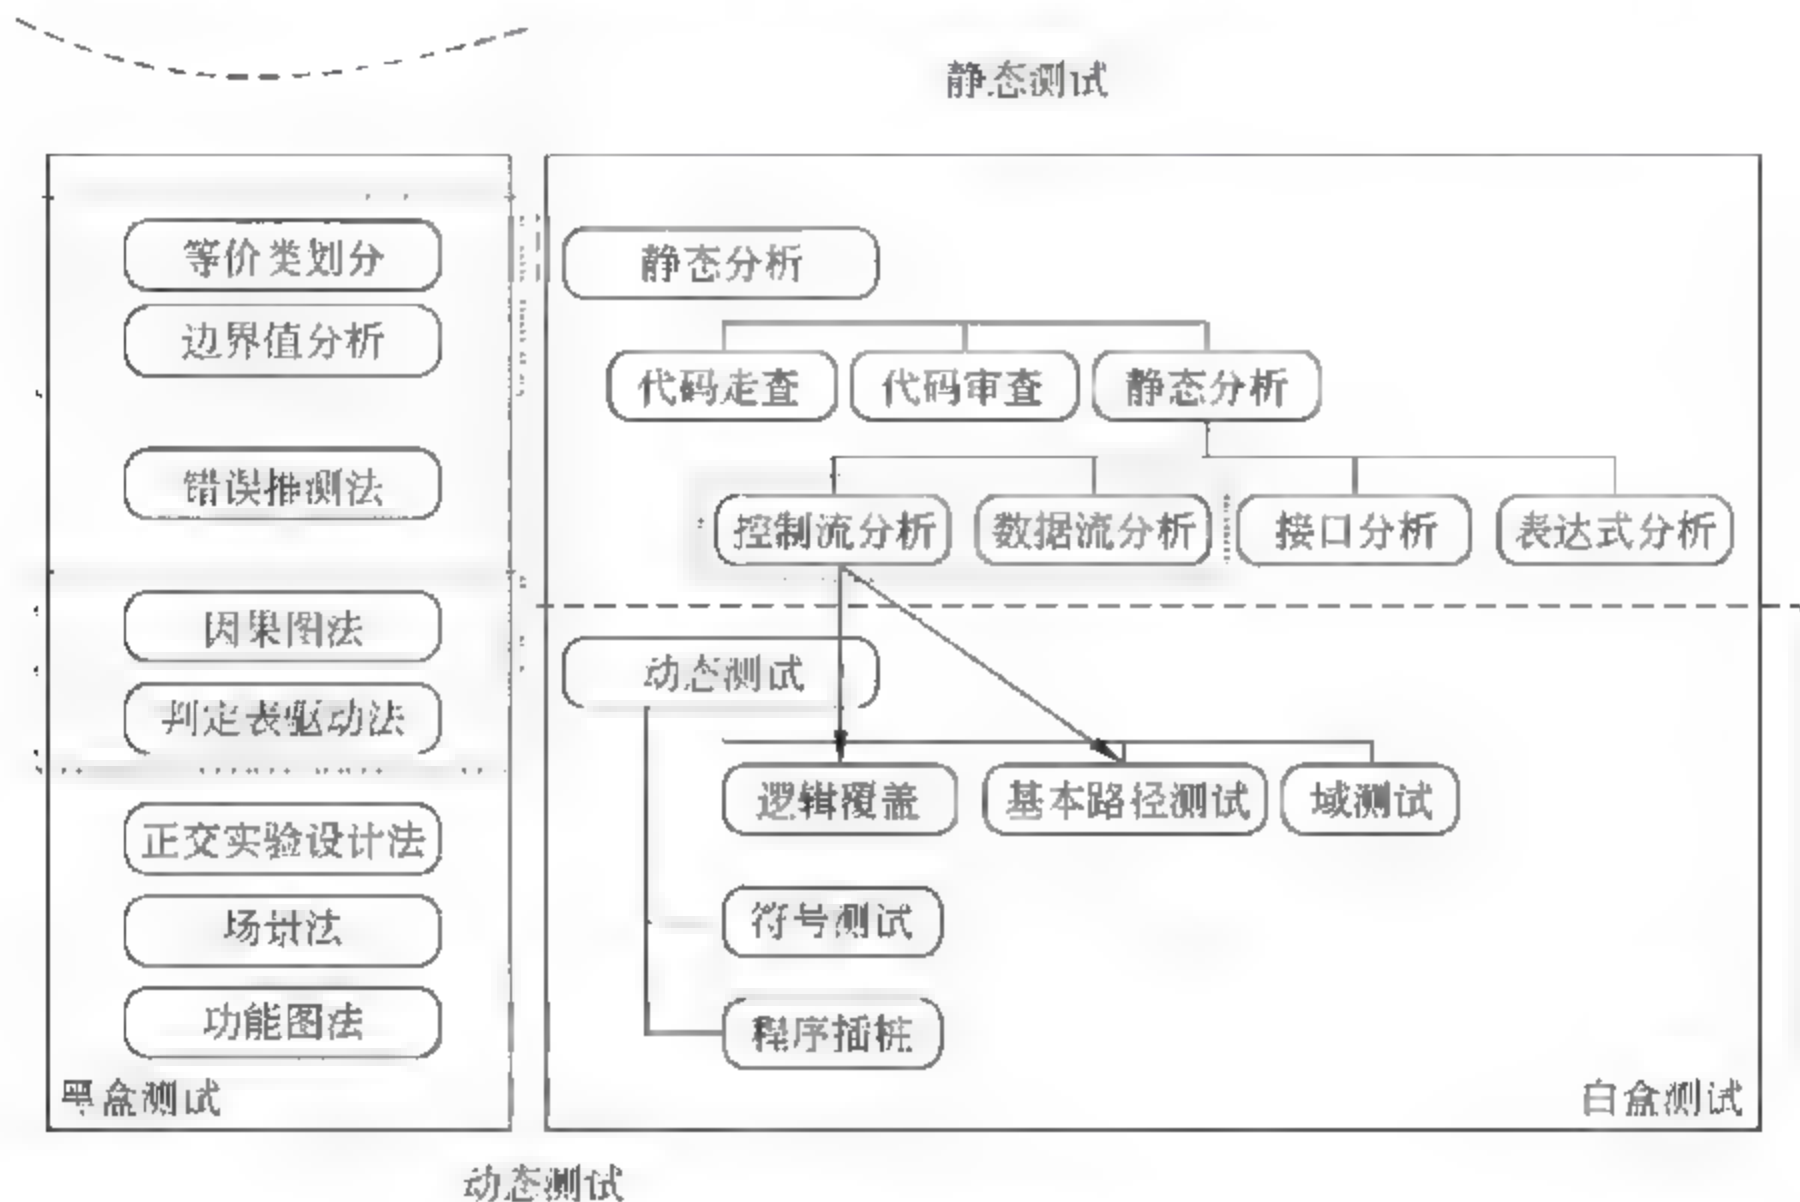 静态测试
等价类划分
边界值分析
错误推测法
因果图法
判定表驱动法
正交实验设计法
场景法
功能图法
黑盒测试
静态分析
代码走查 代码审查 静态分析
控制流分析 数据流分析 接口分析 表达式分析
动态测试
逻辑覆盖 基本路径测试 域测试
符号测试
程序插桩
白盒测试
动态测试